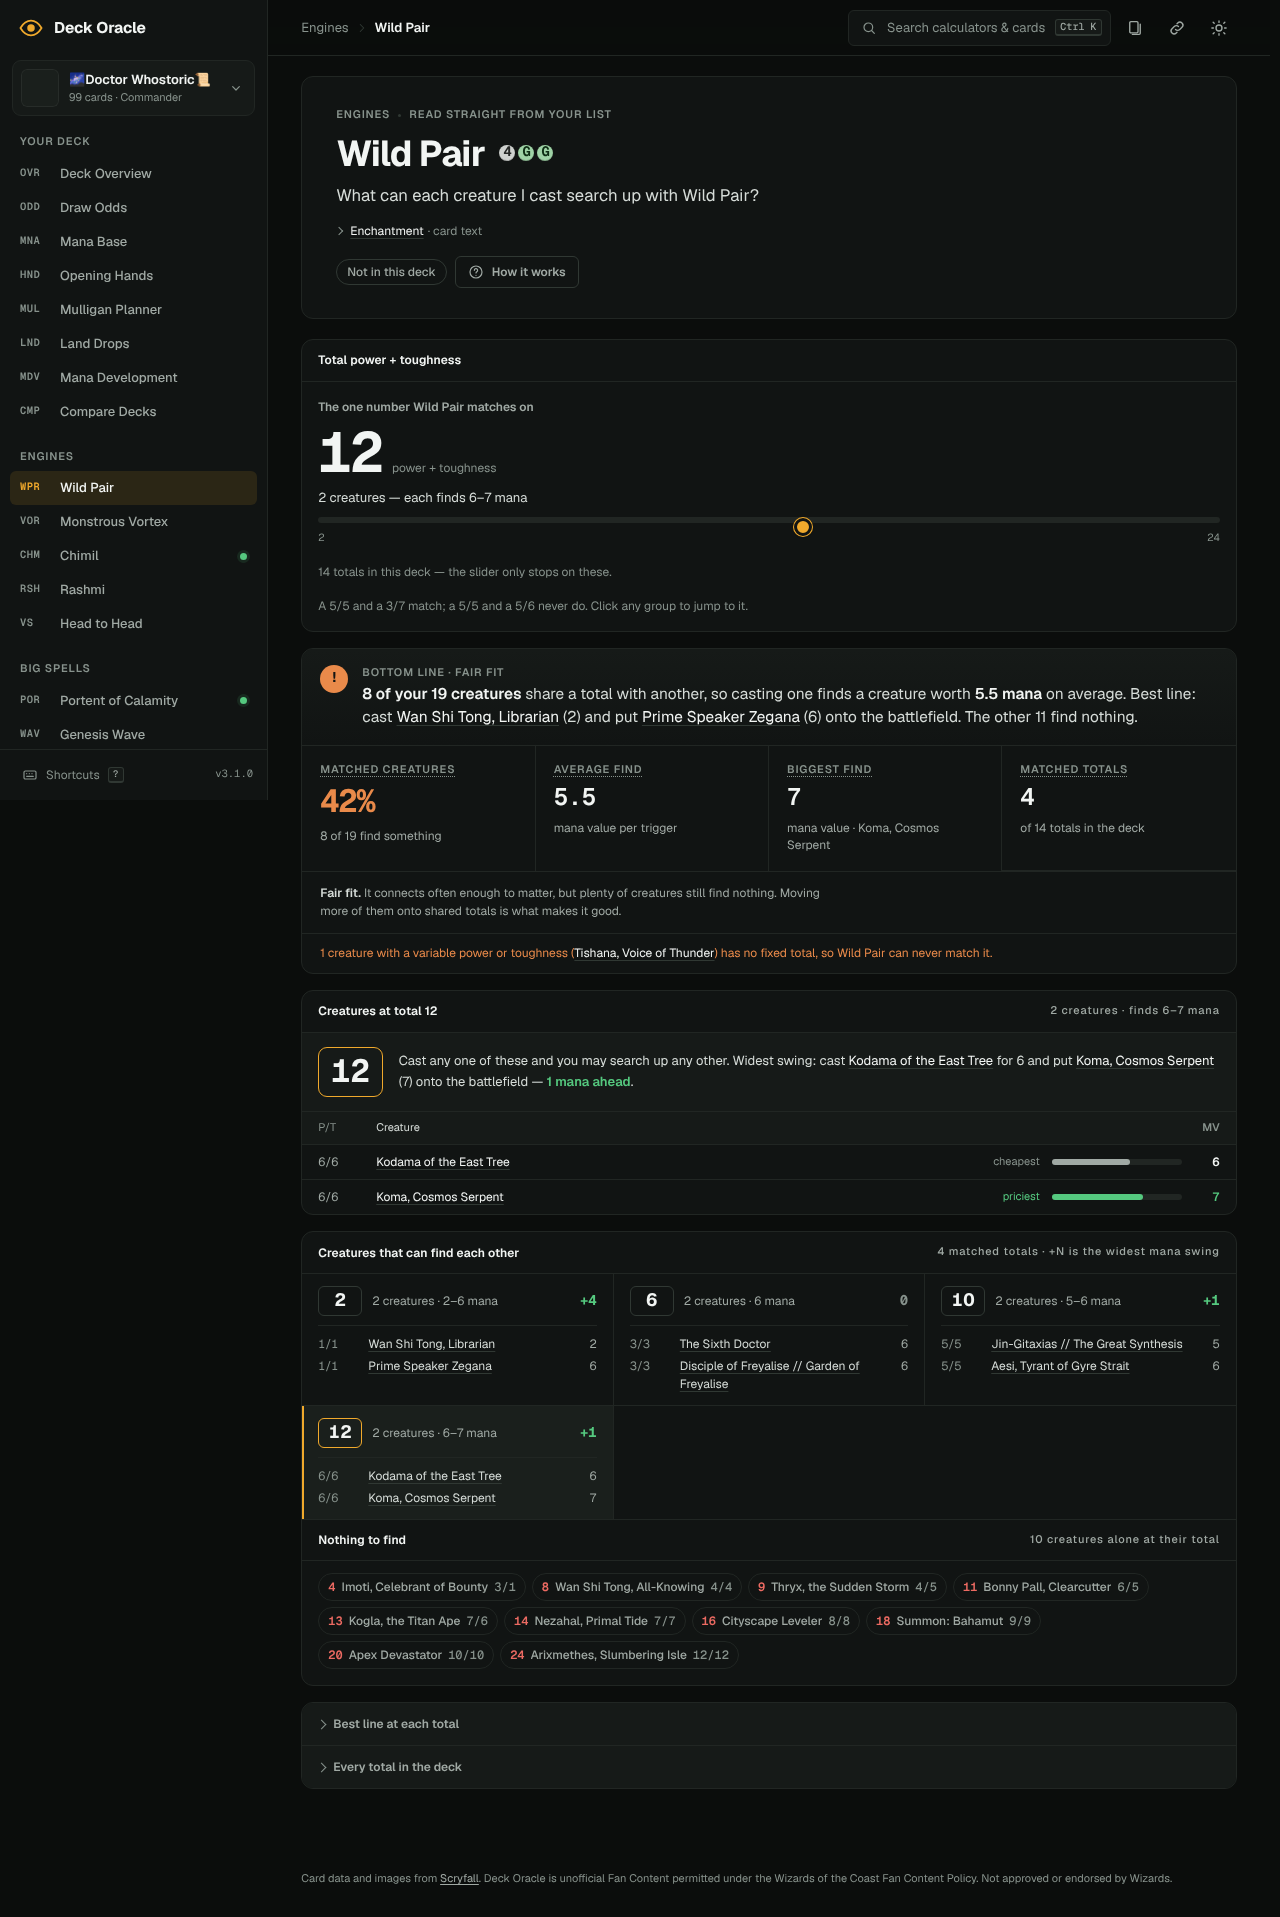 Deck Oracle
🌌Doctor Whostoric📜
99 cards · Commander
YOUR DECK
OVR Deck Overview
ODD Draw Odds
MNA Mana Base
HND Opening Hands
MUL Mulligan Planner
LND Land Drops
MDV Mana Development
CMP Compare Decks
ENGINES
WPR Wild Pair
VOR Monstrous Vortex
CHM Chimil
RSH Rashmi
VS Head to Head
BIG SPELLS
POR Portent of Calamity
WAV Genesis Wave
Shortcuts ? v3.1.0
Engines > Wild Pair
Search calculators & cards Ctrl K
ENGINES • READ STRAIGHT FROM YOUR LIST
Wild Pair 4 G G
What can each creature I cast search up with Wild Pair?
> Enchantment · card text
Not in this deck
How it works
Total power + toughness
The one number Wild Pair matches on
12 power + toughness
2 creatures — each finds 6–7 mana
2 24
14 totals in this deck — the slider only stops on these.
A 5/5 and a 3/7 match; a 5/5 and a 5/6 never do. Click any group to jump to it.
! BOTTOM LINE · FAIR FIT
8 of your 19 creatures share a total with another, so casting one finds a creature worth 5.5 mana on average. Best line:
cast Wan Shi Tong, Librarian (2) and put Prime Speaker Zegana (6) onto the battlefield. The other 11 find nothing.
MATCHED CREATURES
42%
8 of 19 find something
AVERAGE FIND
5.5
mana value per trigger
BIGGEST FIND
7
mana value · Koma, Cosmos
Serpent
MATCHED TOTALS
4
of 14 totals in the deck
Fair fit. It connects often enough to matter, but plenty of creatures still find nothing. Moving
more of them onto shared totals is what makes it good.
1 creature with a variable power or toughness (Tishana, Voice of Thunder) has no fixed total, so Wild Pair can never match it.
Creatures at total 12 2 creatures · finds 6–7 mana
12
Cast any one of these and you may search up any other. Widest swing: cast Kodama of the East Tree for 6 and put Koma, Cosmos Serpent
(7) onto the battlefield — 1 mana ahead.
P/T Creature MV
6/6 Kodama of the East Tree cheapest 6
6/6 Koma, Cosmos Serpent priciest 7
Creatures that can find each other 4 matched totals · +N is the widest mana swing
2 2 creatures · 2–6 mana +4
1/1 Wan Shi Tong, Librarian 2
1/1 Prime Speaker Zegana 6
6 2 creatures · 6 mana 0
3/3 The Sixth Doctor 6
3/3 Disciple of Freyalise // Garden of 6
Freyalise
10 2 creatures · 5–6 mana +1
5/5 Jin-Gitaxias // The Great Synthesis 5
5/5 Aesi, Tyrant of Gyre Strait 6
12 2 creatures · 6–7 mana +1
6/6 Kodama of the East Tree 6
6/6 Koma, Cosmos Serpent 7
Nothing to find 10 creatures alone at their total
4 Imoti, Celebrant of Bounty 3/1
8 Wan Shi Tong, All-Knowing 4/4
9 Thryx, the Sudden Storm 4/5
11 Bonny Pall, Clearcutter 6/5
13 Kogla, the Titan Ape 7/6
14 Nezahal, Primal Tide 7/7
16 Cityscape Leveler 8/8
18 Summon: Bahamut 9/9
20 Apex Devastator 10/10
24 Arixmethes, Slumbering Isle 12/12
> Best line at each total
> Every total in the deck
Card data and images from Scryfall. Deck Oracle is unofficial Fan Content permitted under the Wizards of the Coast Fan Content Policy. Not approved or endorsed by Wizards.